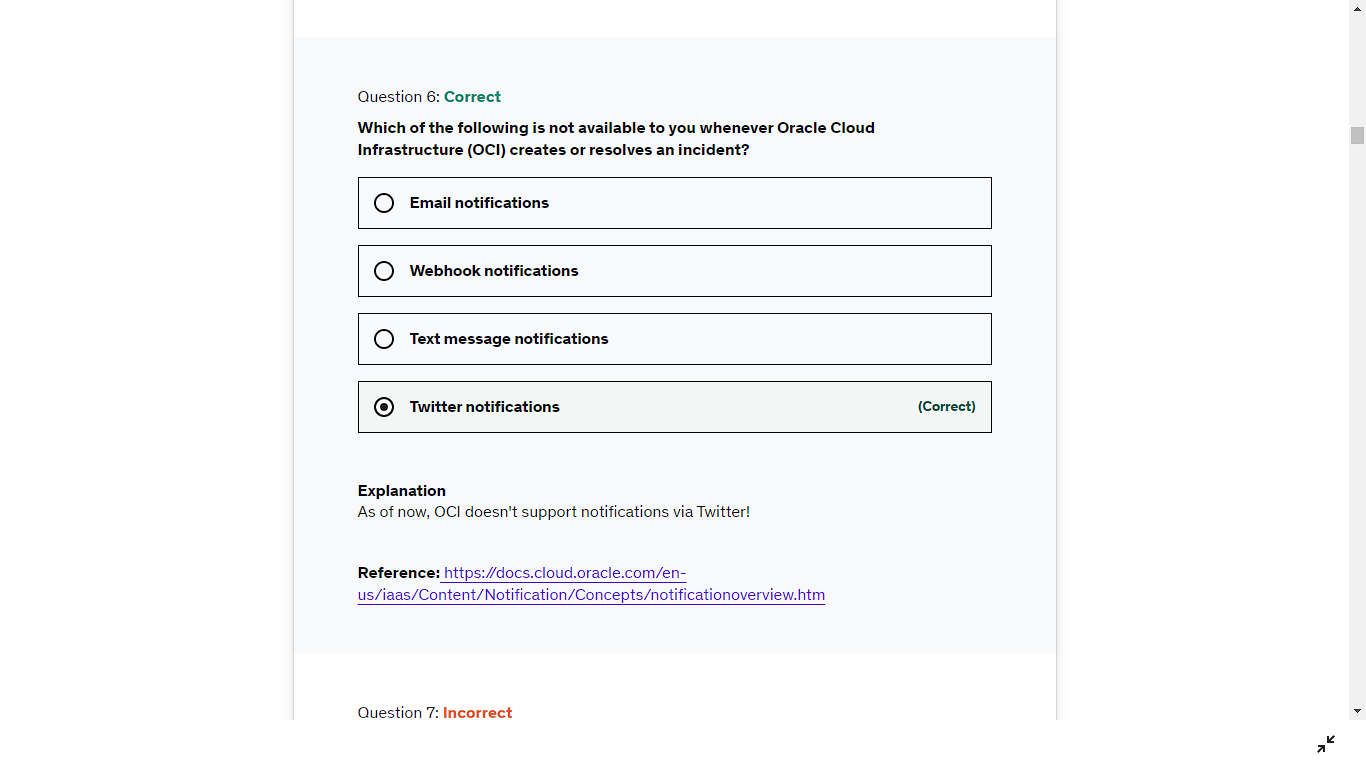 Question 6: Correct
Which of the following is not available to you whenever Oracle Cloud
Infrastructure (OCI) creates or resolves an incident?
Email notifications
Webhook notifications
Text message notifications
Twitter notifications (Correct)
Explanation
As of now, OCI doesn't support notifications via Twitter!
Reference: https://docs.cloud.oracle.com/en-
us/iaas/Content/Notification/Concepts/notificationoverview.htm
Question 7: Incorrect